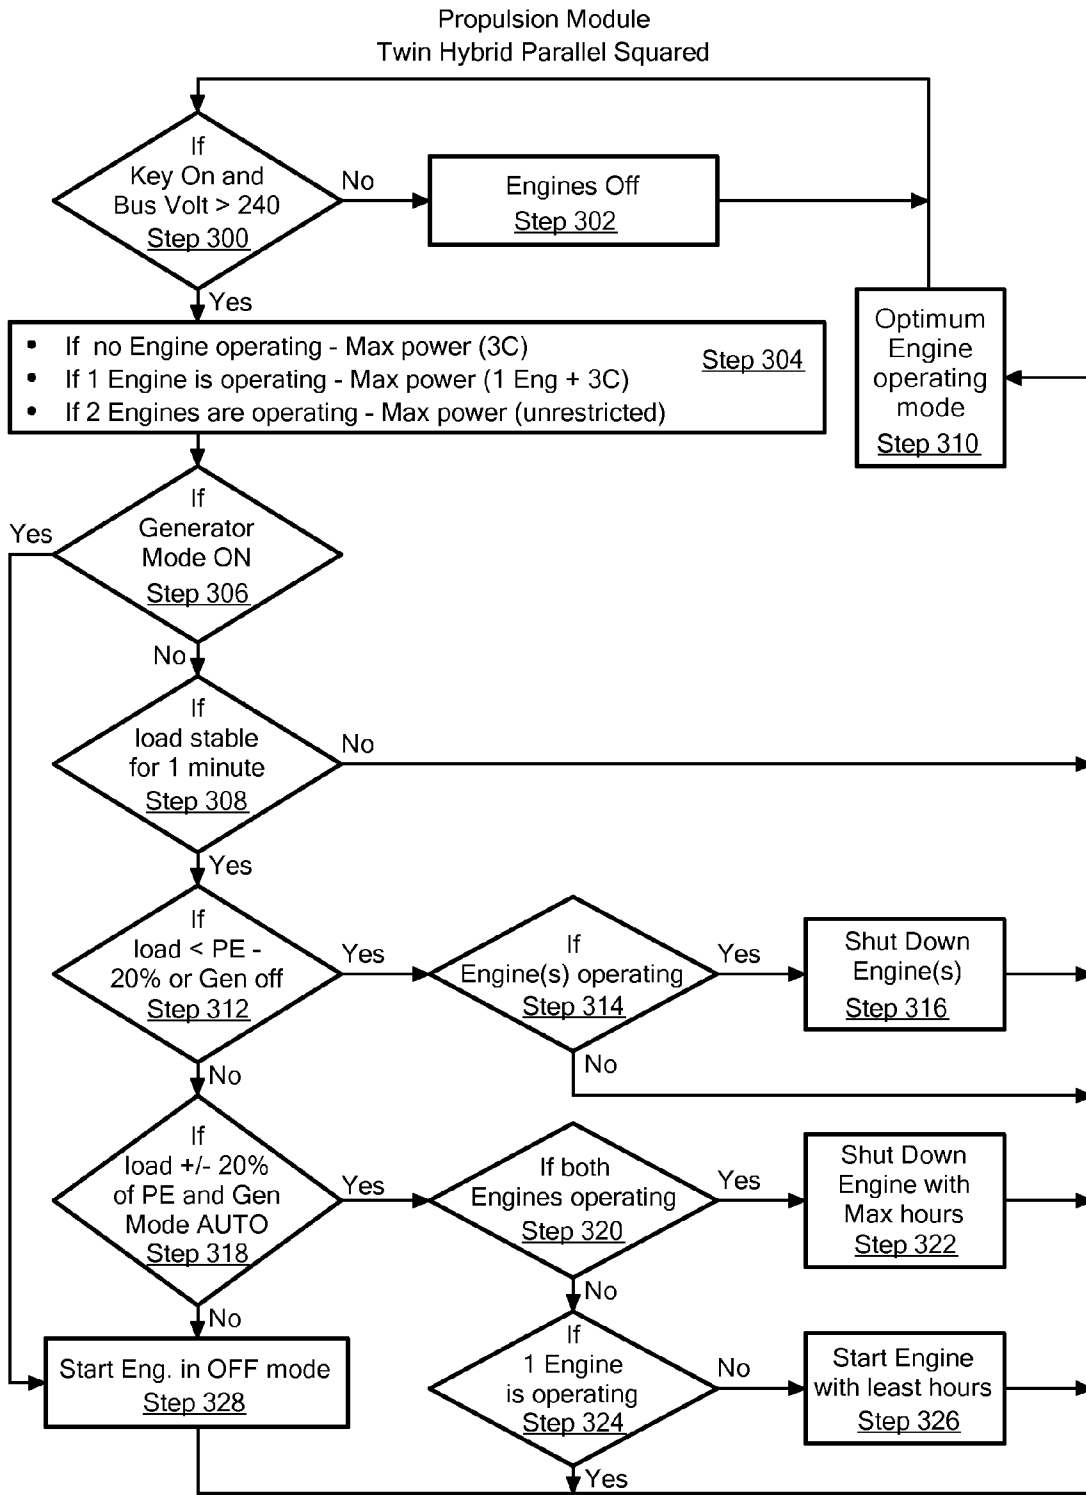 Propulsion Module
Twin Hybrid Parallel Squared
If
Key On and
Bus Volt > 240
Step 300
No
Engines Off
Step 302
Yes
• If no Engine operating - Max power (3C)
• If 1 Engine is operating - Max power (1 Eng + 3C)
• If 2 Engines are operating - Max power (unrestricted)
Step 304
Optimum
Engine
operating
mode
Step 310
If
Generator
Mode ON
Step 306
Yes
No
If
load stable
for 1 minute
Step 308
No
Yes
If
load < PE -
20% or Gen off
Step 312
Yes
If
Engine(s) operating
Step 314
Yes
Shut Down
Engine(s)
Step 316
No
No
If
load +/- 20%
of PE and Gen
Mode AUTO
Step 318
Yes
If both
Engines operating
Step 320
Yes
Shut Down
Engine with
Max hours
Step 322
No
No
Start Eng. in OFF mode
Step 328
If
1 Engine
is operating
Step 324
No
Start Engine
with least hours
Step 326
Yes